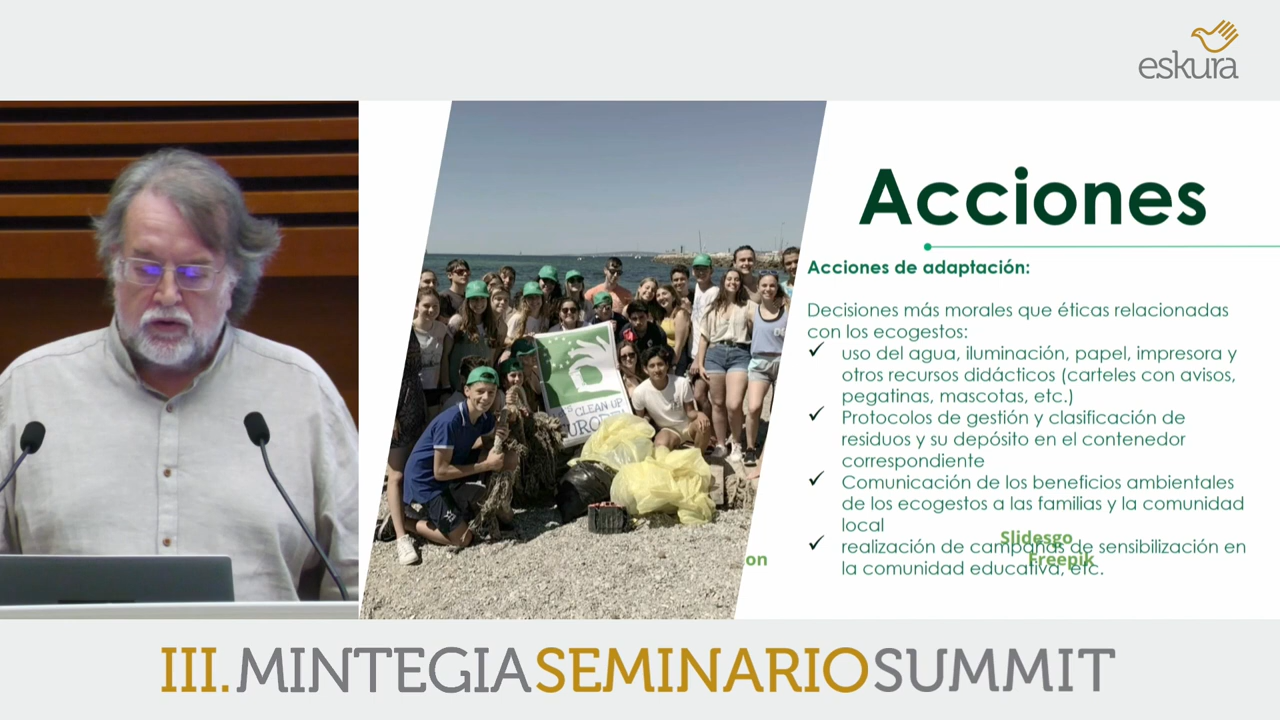 eskura
Acciones
Acciones de adaptación:
Decisiones más morales que éticas relacionadas
con los ecogestos:
✓ uso del agua, iluminación, papel, impresora y
otros recursos didácticos (carteles con avisos,
pegatinas, mascotas, etc.)
✓ Protocolos de gestión y clasificación de
residuos y su depósito en el contenedor
correspondiente
✓ Comunicación de los beneficios ambientales
de los ecogestos a las familias y la comunidad
local
✓ realización de campañas de sensibilización en
la comunidad educativa, etc.
Slidesgo
Freepik
on
CLEAN UP
EUROPE
III. MINTEGIA SEMINARIO SUMMIT